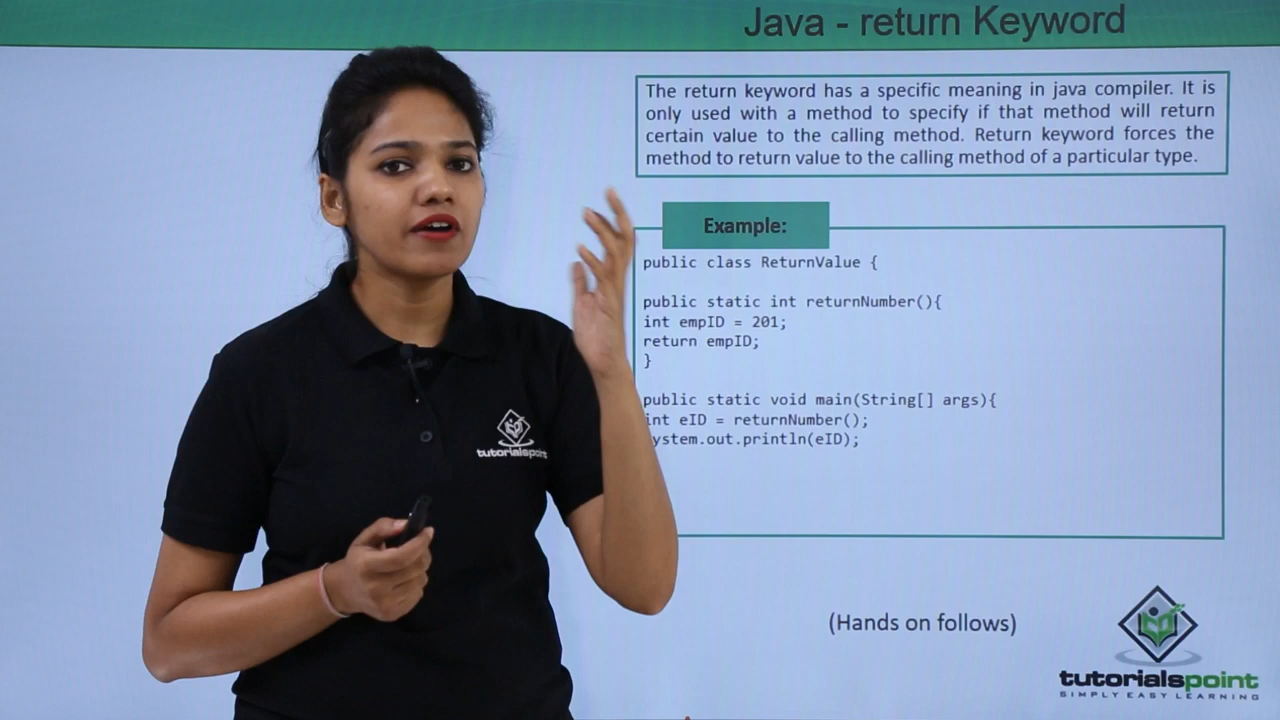 Java - return Keyword
The return keyword has a specific meaning in java compiler. It is
only used with a method to specify if that method will return
certain value to the calling method. Return keyword forces the
method to return value to the calling method of a particular type.
Example:
public class ReturnValue {
public static int returnNumber(){
int empID = 201;
return empID;
}
public static void main(String[] args){
int eID = returnNumber();
ystem.out.println(eID);
tutorialspoint
(Hands on follows)
tutorialspoint
SIMPLY EASY LEARNING